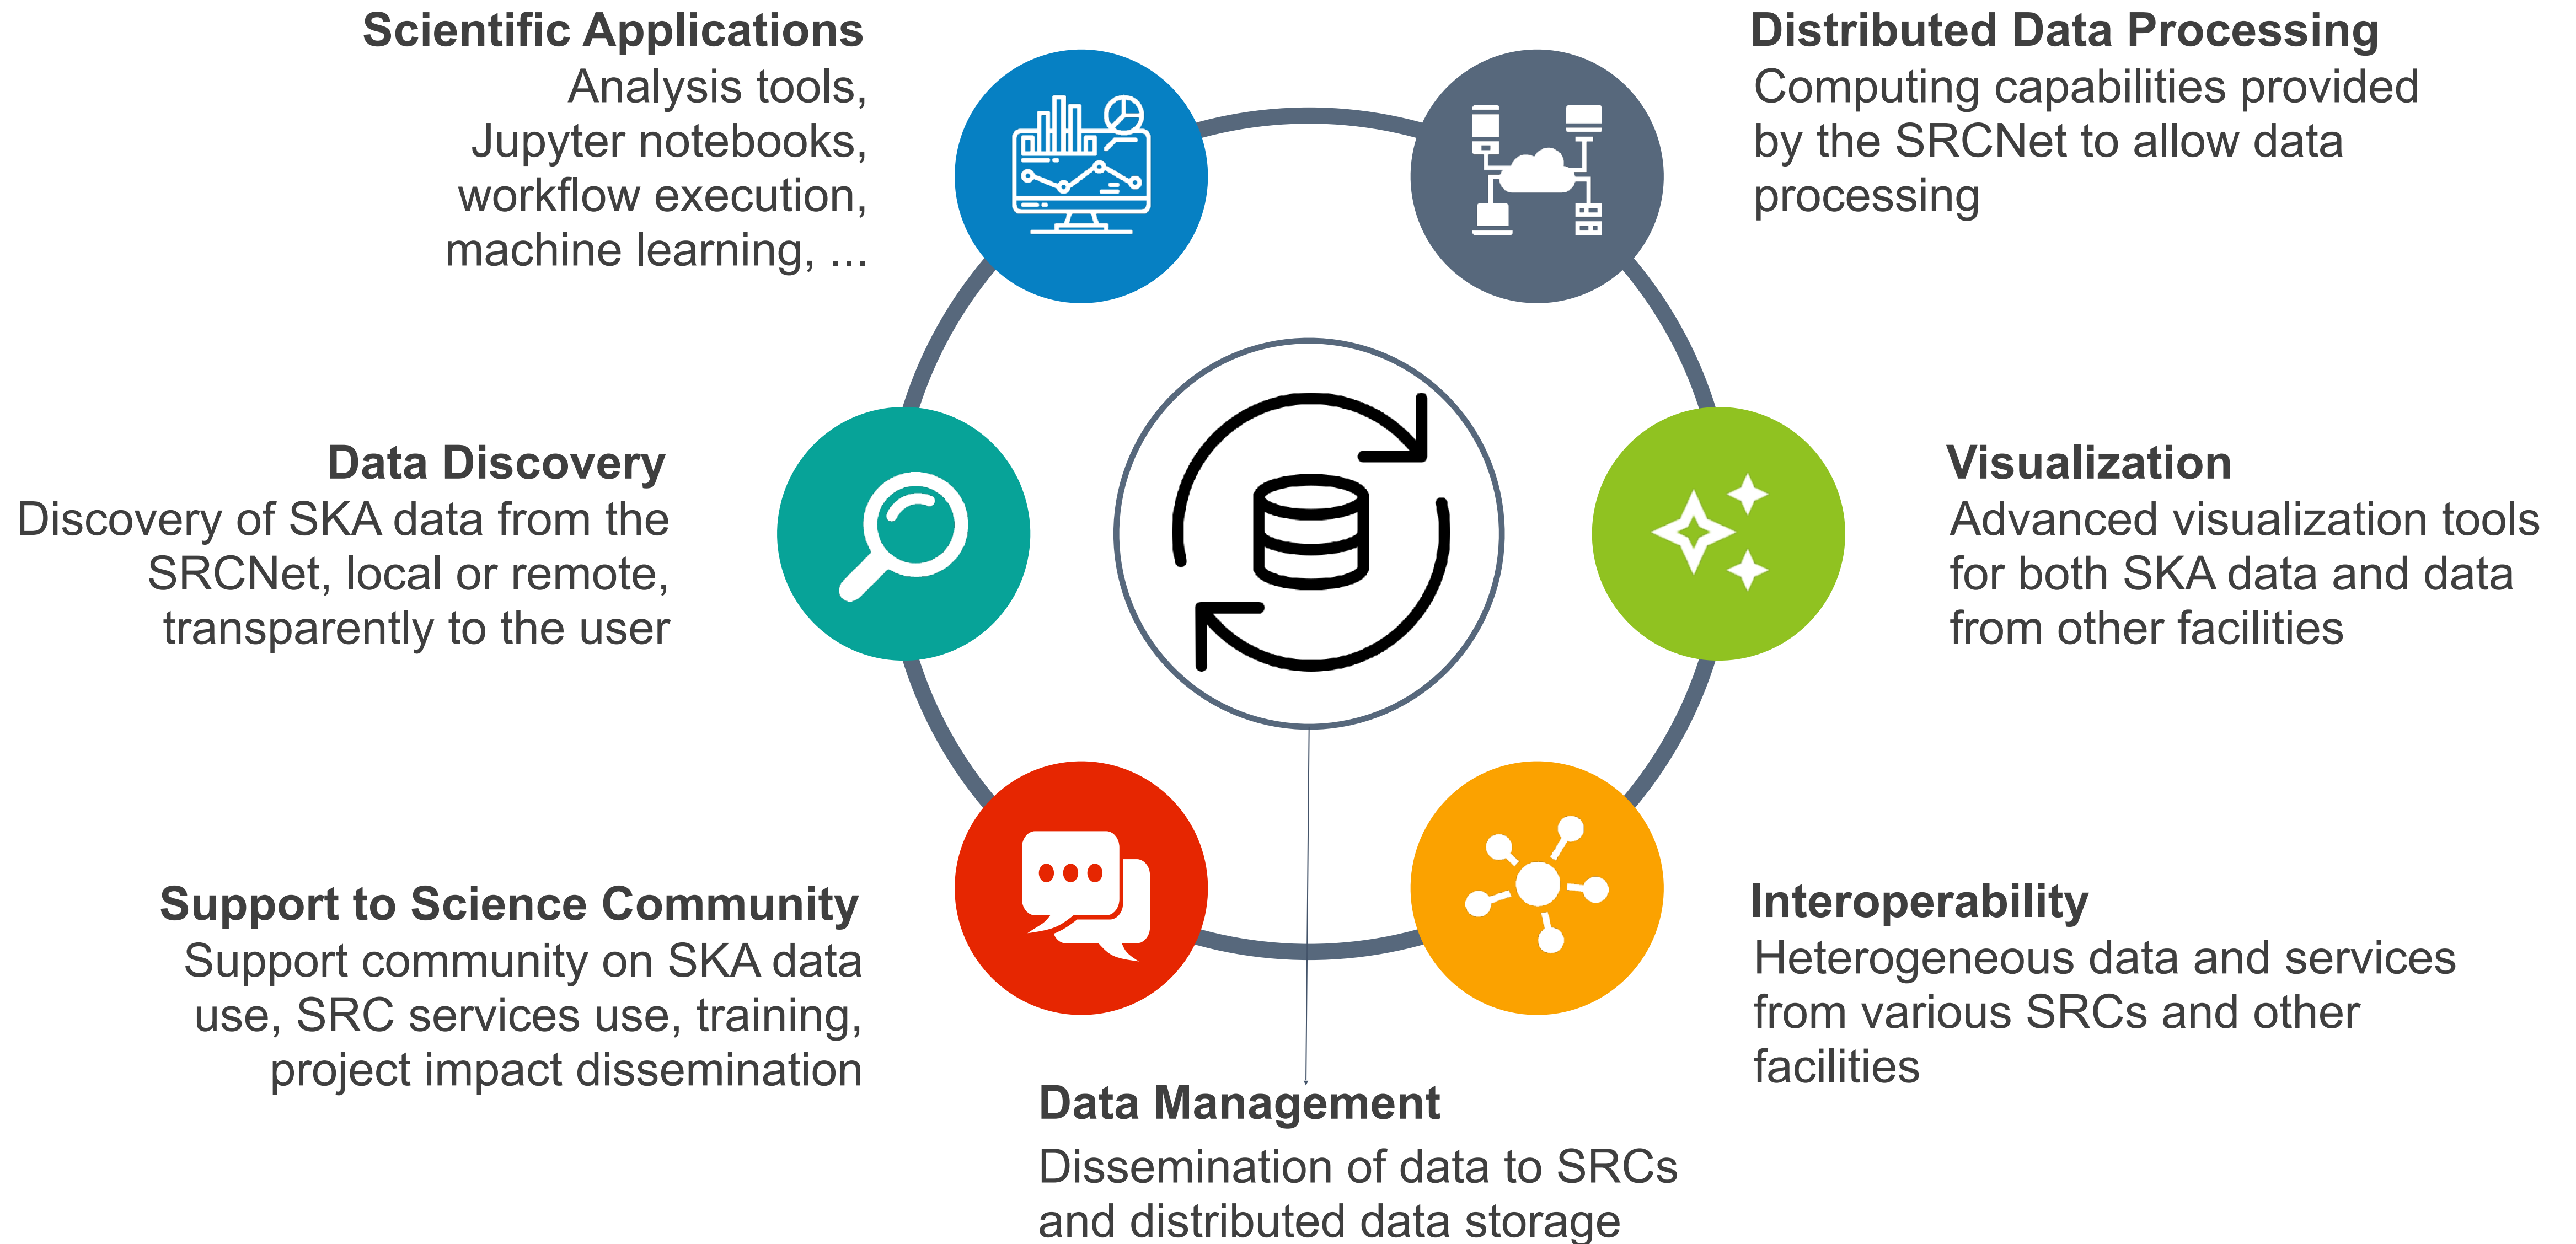 Scientific Applications
Analysis tools,
Jupyter notebooks,
workflow execution,
machine learning, ...
Distributed Data Processing
Computing capabilities provided
by the SRCNet to allow data
processing
Data Discovery
Discovery of SKA data from the
SRCNet, local or remote,
transparently to the user
Visualization
Advanced visualization tools
for both SKA data and data
from other facilities
Support to Science Community
Support community on SKA data
use, SRC services use, training,
project impact dissemination
Interoperability
Heterogeneous data and services
from various SRCs and other
facilities
Data Management
Dissemination of data to SRCs
and distributed data storage